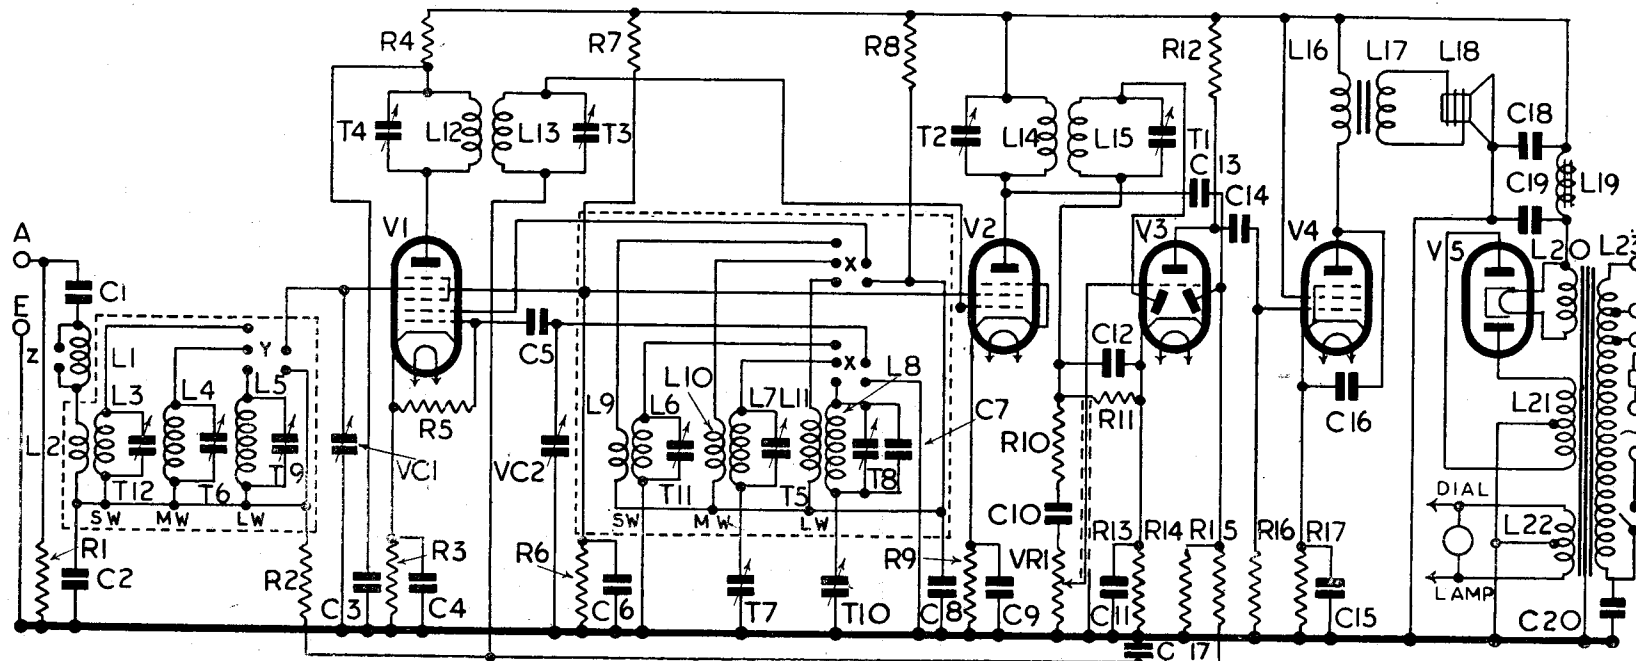 R4
R7
R8
R12
L16
L17
L18
C18
T4
L12
L13
T3
T2
L14
L15
T1
C13
C14
C19
L19
A
V1
V2
V3
V4
V5
L20
L23
C1
X
E
Z
L1
Y
C5
C12
X
L3
L4
L5
L10
L8
L9
L6
L7
L11
R5
C7
R11
C16
L21
L2
R10
VC1
VC2
T12
T6
T9
T11
T5
T8
DIAL
SW
MW
LW
SW
MW
LW
C10
R13
R14
R15
R16
R17
L22
R1
R3
R6
R9
VR1
C2
R2
LAMP
C3
C4
C6
T7
T10
C8
C9
C11
C15
C20
C17